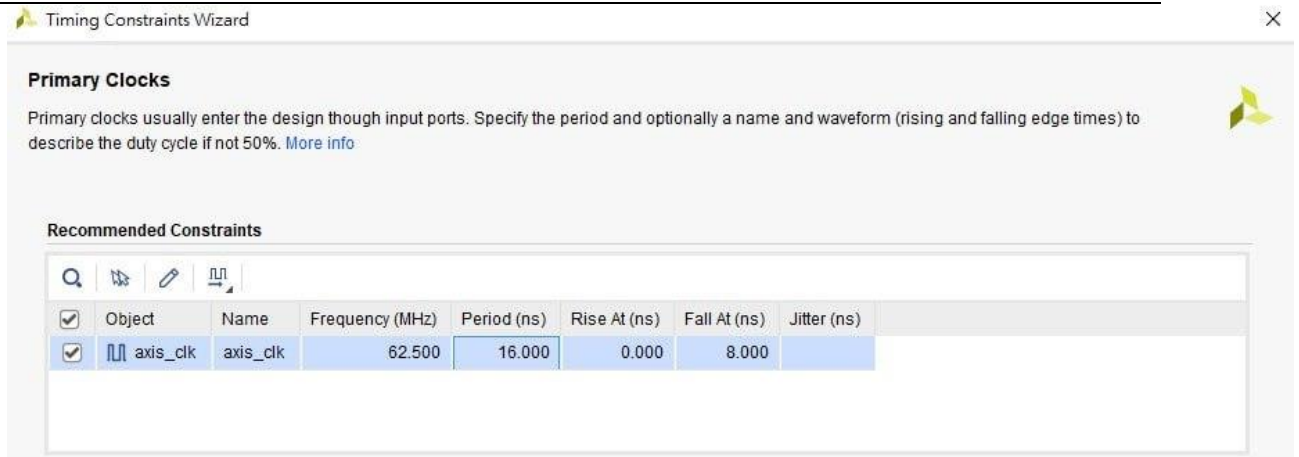 Timing Constraints Wizard
Primary Clocks
Primary clocks usually enter the design though input ports. Specify the period and optionally a name and waveform (rising and falling edge times) to
describe the duty cycle if not 50%. More info
Recommended Constraints
Object Name Frequency (MHz) Period (ns) Rise At (ns) Fall At (ns) Jitter (ns)
axis_clk axis_clk 62.500 16.000 0.000 8.000